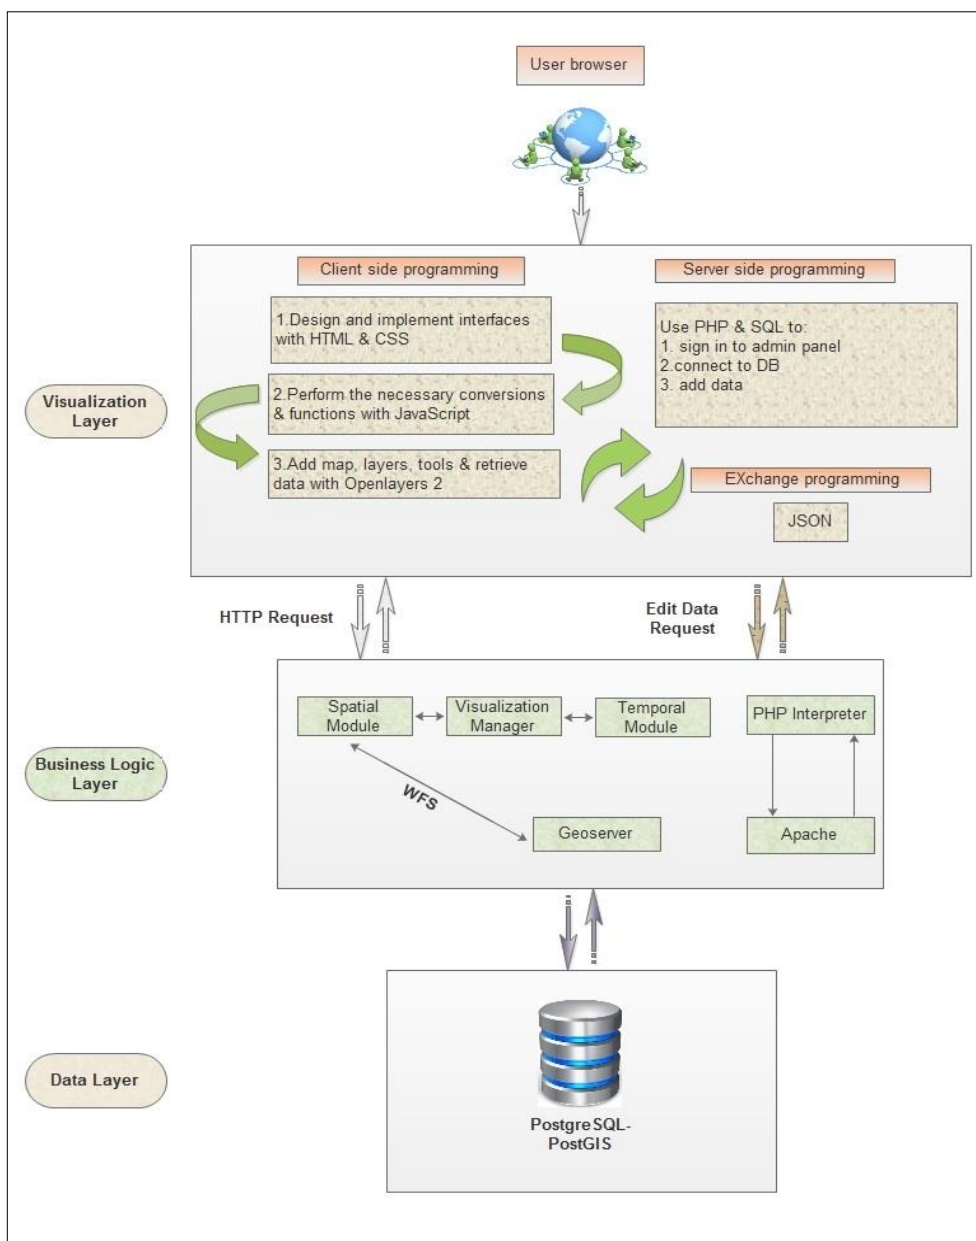 User browser
Client side programming
Server side programming
1.Design and implement interfaces
with HTML & CSS
Use PHP & SQL to:
1. sign in to admin panel
2.connect to DB
3. add data
Visualization
Layer
2.Perform the necessary conversions
& functions with JavaScript
3.Add map, layers, tools & retrieve
data with Openlayers 2
EXchange programming
JSON
HTTP Request
Edit Data
Request
Business Logic
Layer
Spatial
Module
Visualization
Manager
Temporal
Module
PHP Interpreter
WFS
Geoserver
Apache
Data Layer
PostgreSQL-
PostGIS